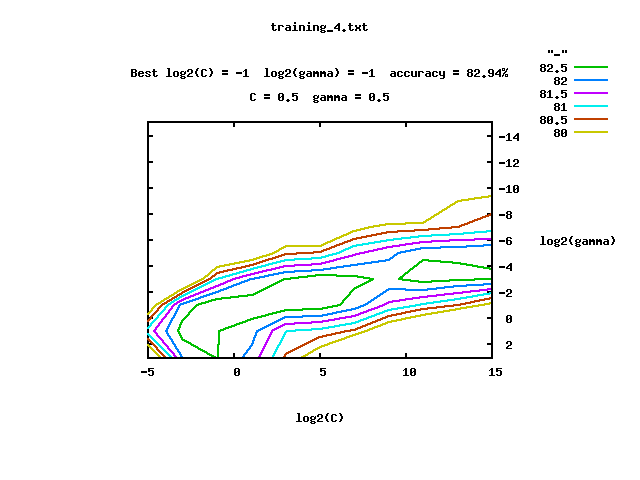 training_4.txt
"-"
Best log2(C) = -1  log2(gamma) = -1  accuracy = 82.94%
82.5
82
81.5
81
80.5
80
C = 0.5  gamma = 0.5
-14
-12
-10
-8
-6
-4
-2
0
2
log2(gamma)
-5 0 5 10 15
log2(C)